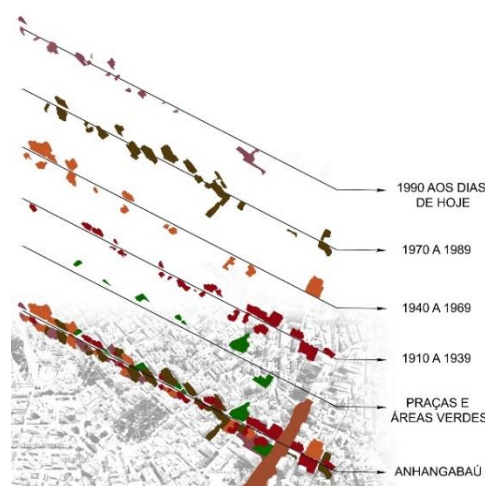 1990 AOS DIAS
DE HOJE
1970 A 1989
1940 A 1969
1910 A 1939
PRAÇAS E
ÁREAS VERDES
ANHANGABAÚ